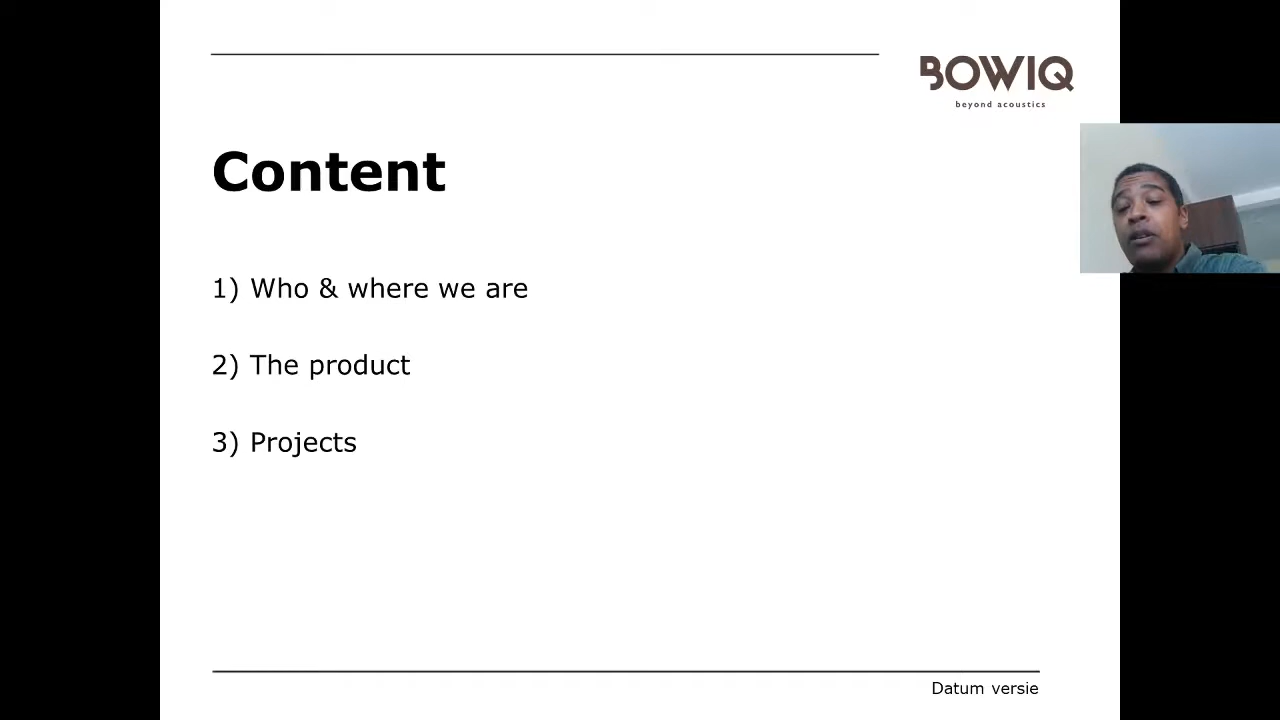 BOWIQ
beyond acoustics
Content
1) Who & where we are
2) The product
3) Projects
Datum versie